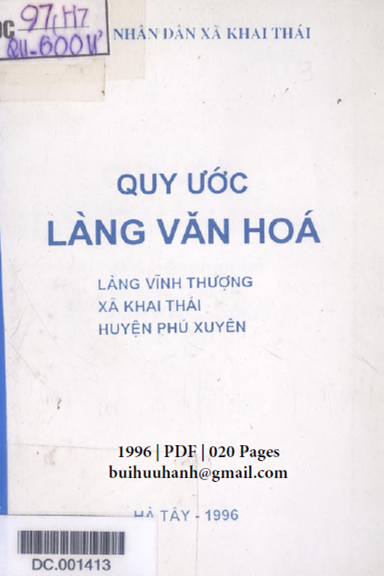 NHÂN DÂN XÃ KHAI THÁI
QUY ƯỚC
LÀNG VĂN HOÁ
LÀNG VĨNH THƯỢNG
XÃ KHAI THÁI
HUYỆN PHÚ XUYÊN
1996 | PDF | 020 Pages
buihuuhanh@gmail.com
HÀ TÂY - 1996
DC.001413